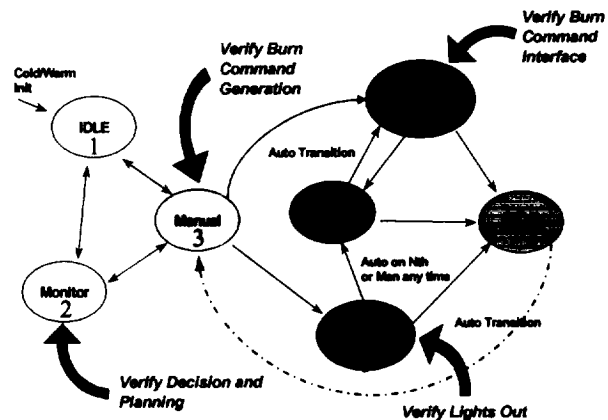 Verify Burn
Command
Interface
Verify Burn
Command
Generation
Cold/Warm
Init
IDLE
1
Auto Transition
Manual
3
Auto on Nth
or Man any time
Monitor
2
Auto Transition
Verify Decision and
Planning
Verify Lights Out